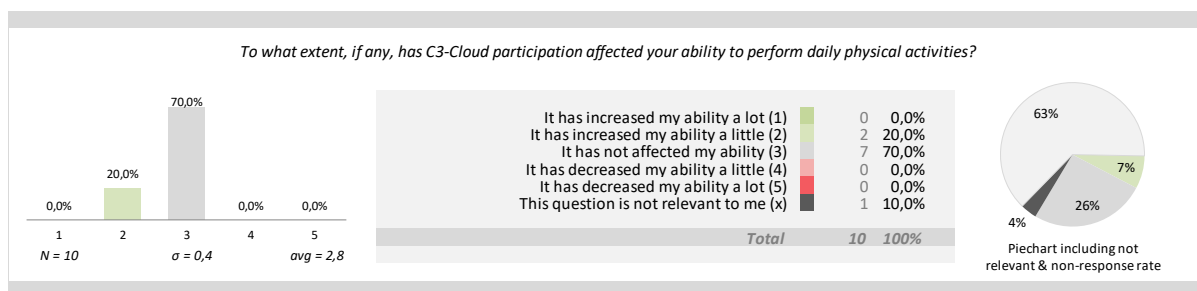 To what extent, if any, has C3-Cloud participation affected your ability to perform daily physical activities?
70,0%
20,0%
0,0% 0,0% 0,0%
1 2 3 4 5
N = 10 σ = 0,4 avg = 2,8
It has increased my ability a lot (1) 0 0,0%
It has increased my ability a little (2) 2 20,0%
It has not affected my ability (3) 7 70,0%
It has decreased my ability a little (4) 0 0,0%
It has decreased my ability a lot (5) 0 0,0%
This question is not relevant to me (x) 1 10,0%
Total 10 100%
63%
7%
26%
4%
Piechart including not
relevant & non-response rate